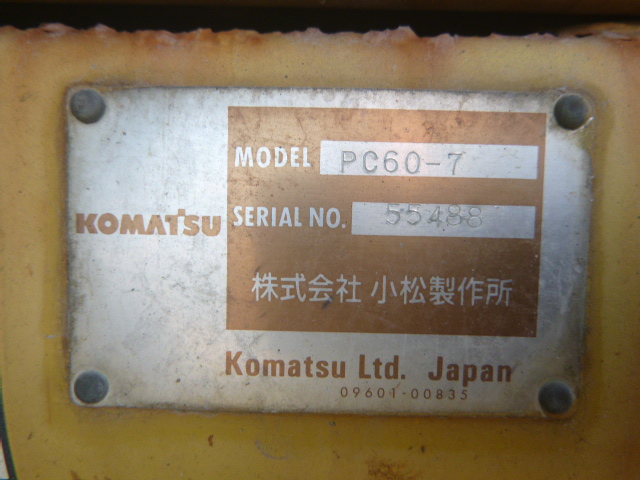 KOMATSU
MODEL PC60-7
SERIAL NO. 55488
株式会社 小松製作所
Komatsu Ltd. Japan
09601-00835